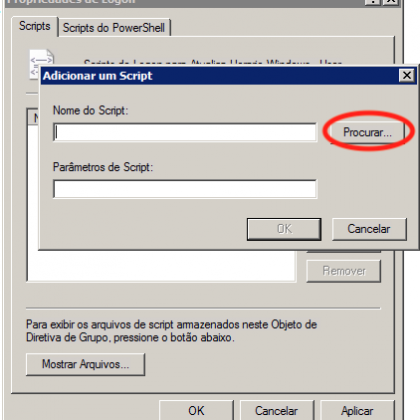 Propriedades de Logon
Scripts
Scripts do PowerShell
Scripts de Logon para Atualiza Horario Windows - User
Adicionar um Script
Nome do Script:
Procurar...
Parâmetros de Script:
OK
Cancelar
Remover
Para exibir os arquivos de script armazenados neste Objeto de
Diretiva de Grupo, pressione o botão abaixo.
Mostrar Arquivos...
OK
Cancelar
Aplicar